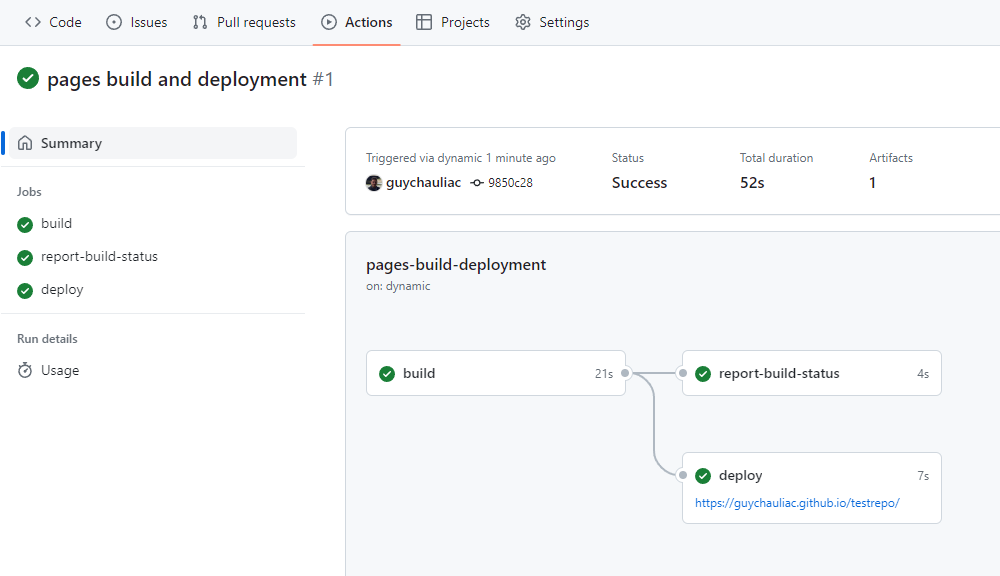 Code Issues Pull requests Actions Projects Settings
pages build and deployment #1
Summary
Jobs
build
report-build-status
deploy
Run details
Usage
Triggered via dynamic 1 minute ago Status Total duration Artifacts
guychauliac 9850c28 Success 52s 1
pages-build-deployment
on: dynamic
build 21s
report-build-status 4s
deploy 7s
https://guychauliac.github.io/testrepo/